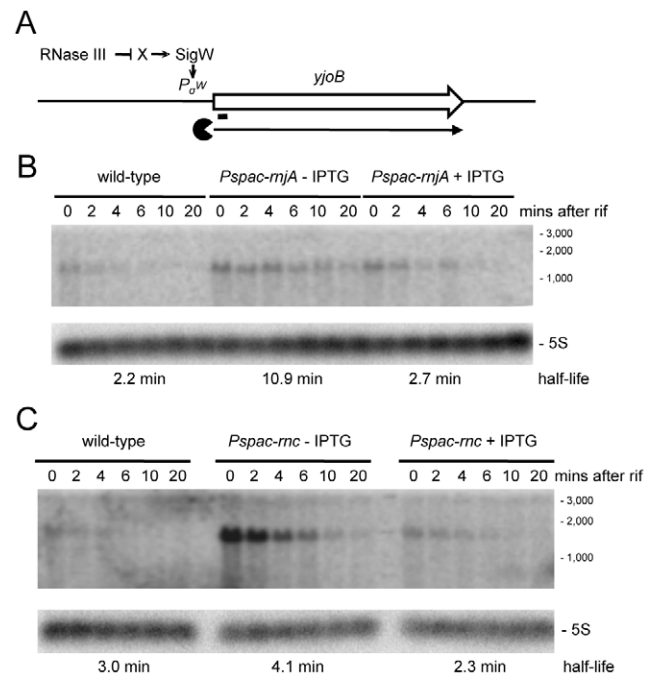 A
RNase III X SigW
PσW
yjoB
B
wild-type Pspac-rnjA - IPTG Pspac-rnjA + IPTG
0 2 4 6 10 20 0 2 4 6 10 20 0 2 4 6 10 20 mins after rif
- 3,000
- 2,000
- 1,000
- 5S
2.2 min 10.9 min 2.7 min half-life
C
wild-type Pspac-rnc - IPTG Pspac-rnc + IPTG
0 2 4 6 10 20 0 2 4 6 10 20 0 2 4 6 10 20 mins after rif
- 3,000
- 2,000
- 1,000
- 5S
3.0 min 4.1 min 2.3 min half-life